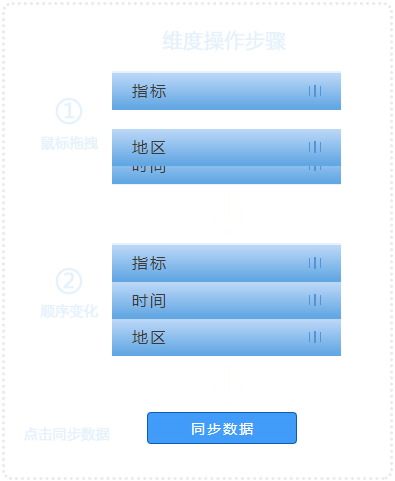 维度操作步骤
指标
①
鼠标拖拽
地区
时间
指标
②
时间
顺序变化
地区
点击同步数据
同步数据